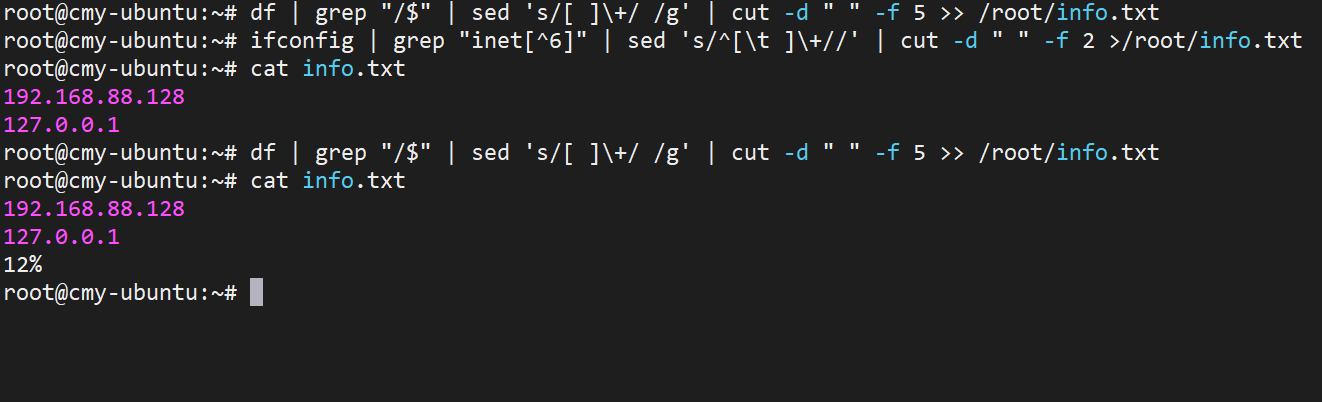 root@cmy-ubuntu:~# df | grep "/$" | sed 's/[ ]\+/ /g' | cut -d " " -f 5 >> /root/info.txt
root@cmy-ubuntu:~# ifconfig | grep "inet[^6]" | sed 's/^[\t ]\+//' | cut -d " " -f 2 >/root/info.txt
root@cmy-ubuntu:~# cat info.txt
192.168.88.128
127.0.0.1
root@cmy-ubuntu:~# df | grep "/$" | sed 's/[ ]\+/ /g' | cut -d " " -f 5 >> /root/info.txt
root@cmy-ubuntu:~# cat info.txt
192.168.88.128
127.0.0.1
12%
root@cmy-ubuntu:~#